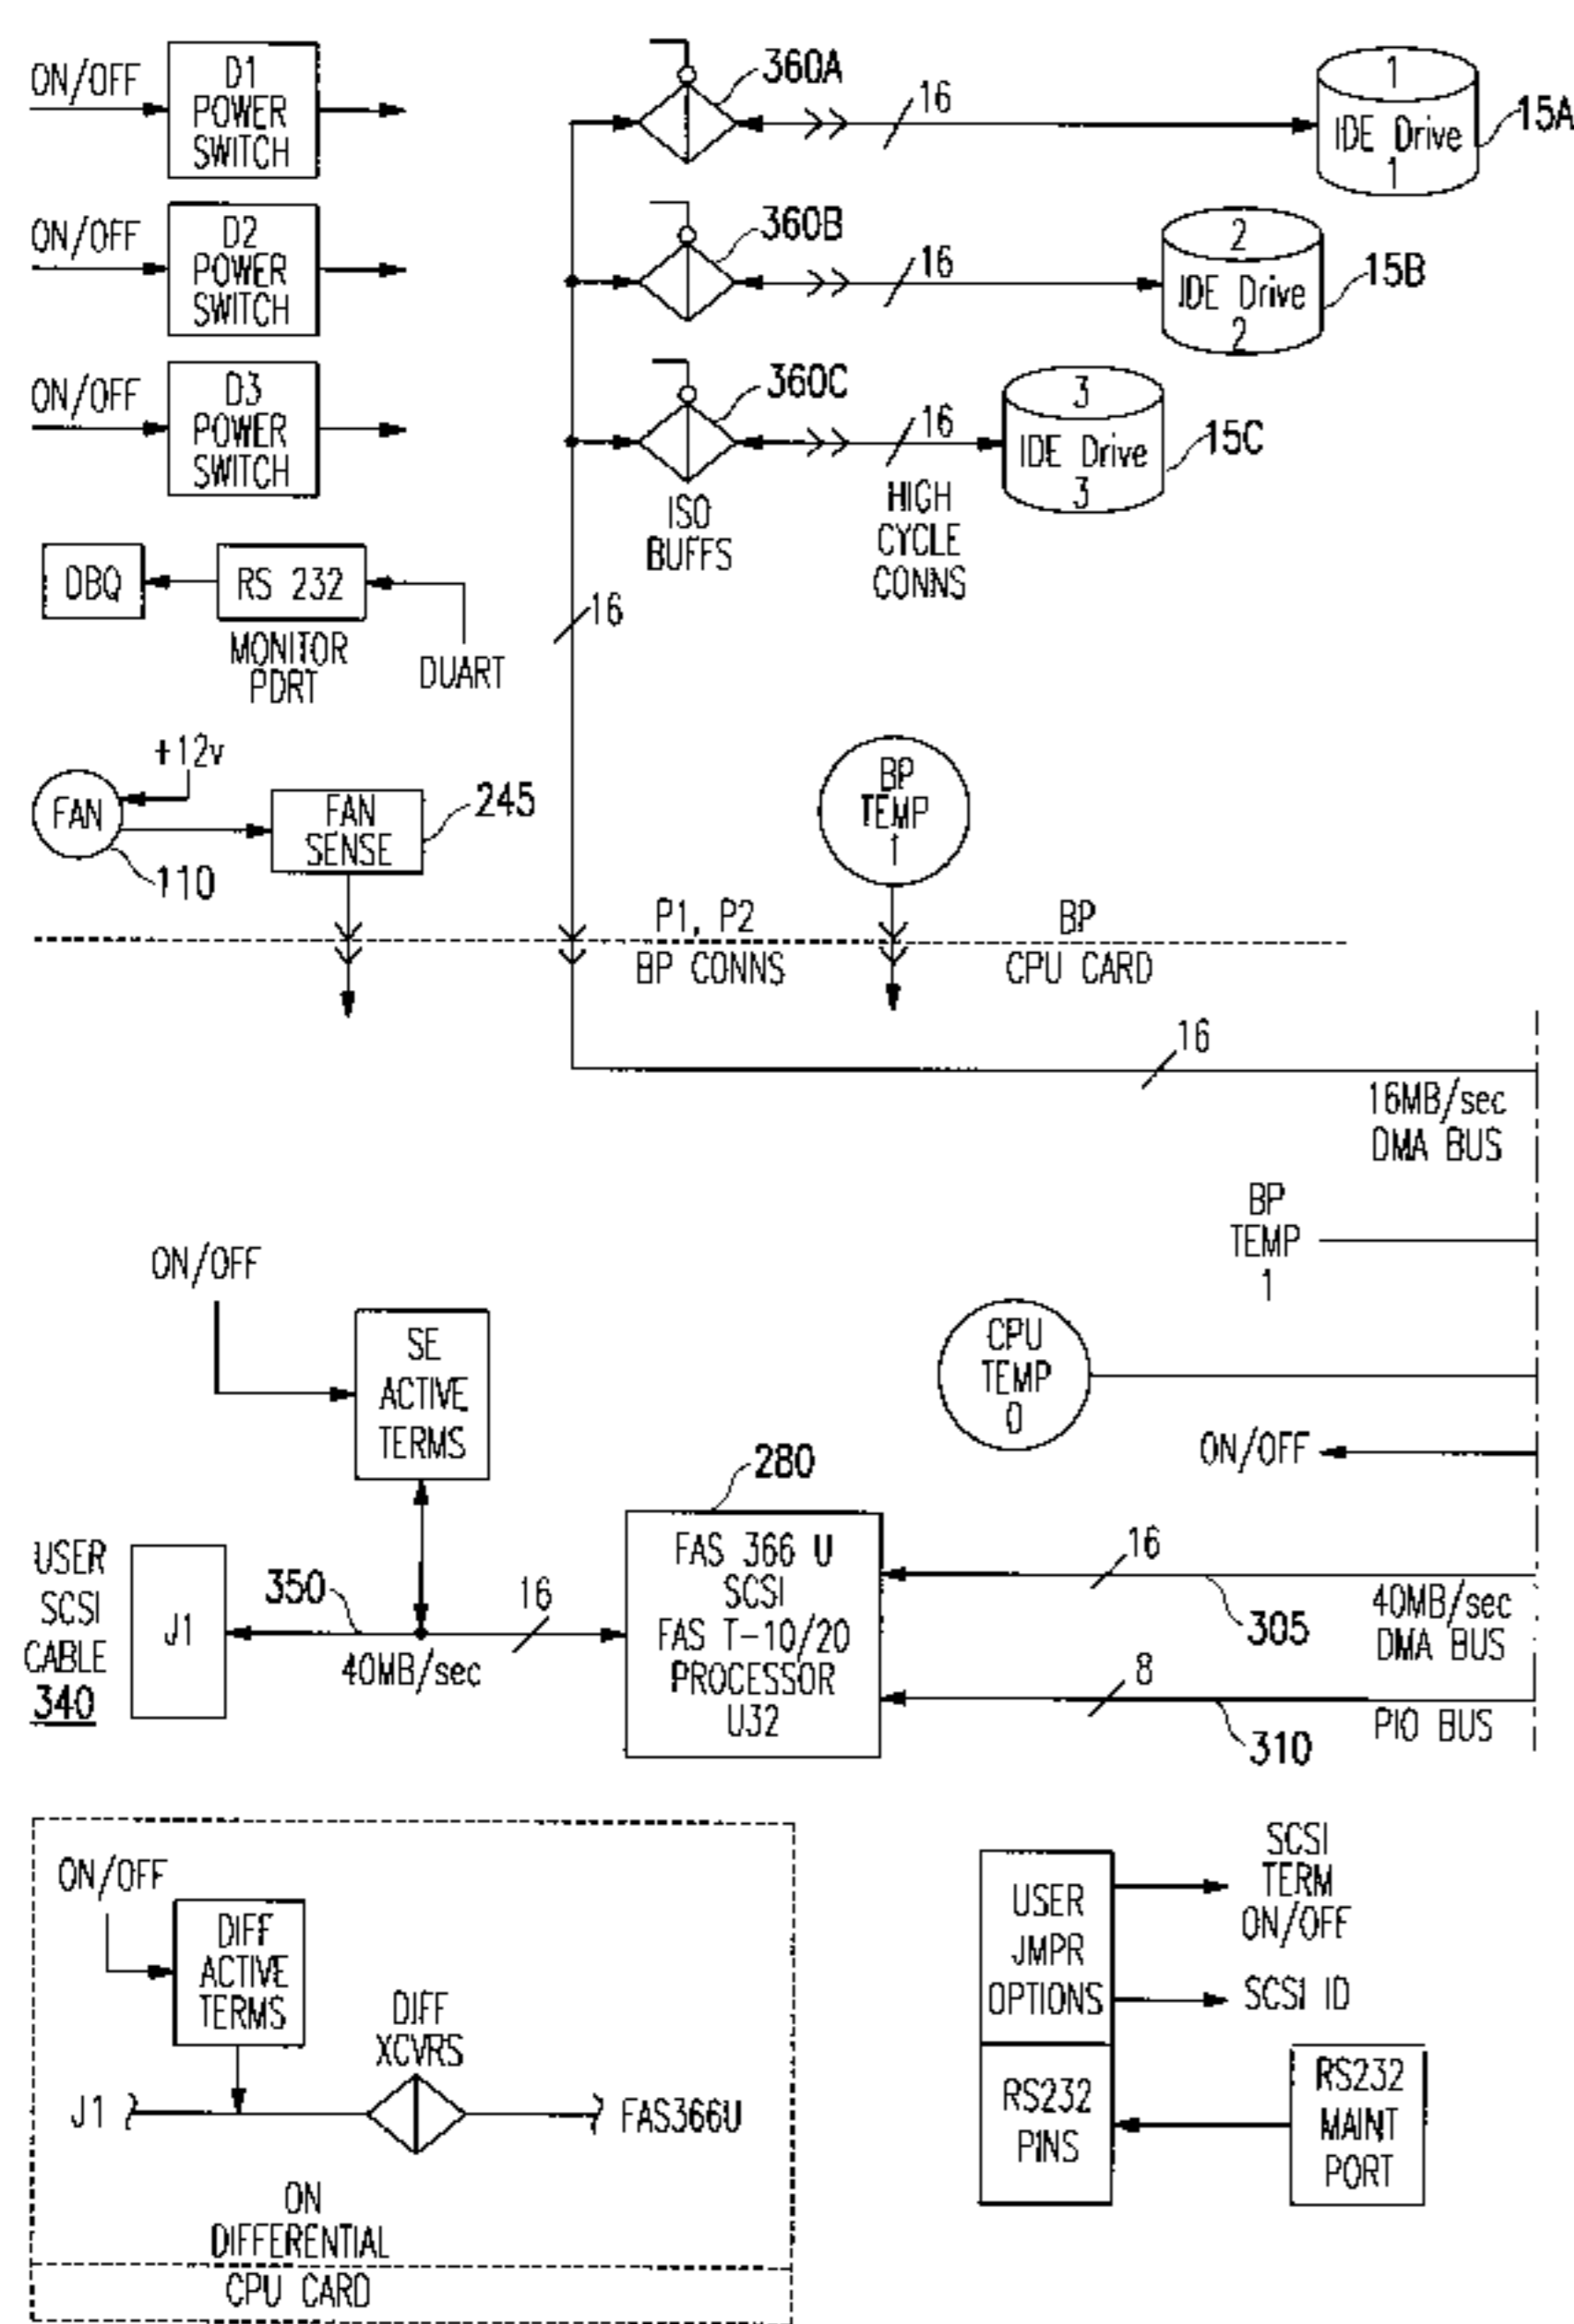 ON/OFF
D1
POWER
SWITCH
360A
16
1
IDE Drive
1
15A
ON/OFF
D2
POWER
SWITCH
360B
16
2
IDE Drive
2
15B
ON/OFF
D3
POWER
SWITCH
360C
16
3
IDE Drive
3
15C
ISO
BUFFS
HIGH
CYCLE
CONNS
DBQ
RS 232
MONITOR
PDRT
DUART
16
+12v
FAN
110
FAN
SENSE
245
BP
TEMP
1
P1, P2
BP CONNS
BP
CPU CARD
16
16MB/sec
DMA BUS
BP
TEMP
1
ON/OFF
SE
ACTIVE
TERMS
CPU
TEMP
0
ON/OFF
280
USER
SCSI
CABLE
340
J1
350
40MB/sec
16
FAS 366 U
SCSI
FAS T-10/20
PROCESSOR
U32
16
305
40MB/sec
DMA BUS
8
310
PIO BUS
ON/OFF
DIFF
ACTIVE
TERMS
DIFF
XCVRS
J1
FAS366U
ON
DIFFERENTIAL
CPU CARD
USER
JMPR
OPTIONS
SCSI
TERM
ON/OFF
SCSI ID
RS232
PINS
RS232
MAINT
PORT